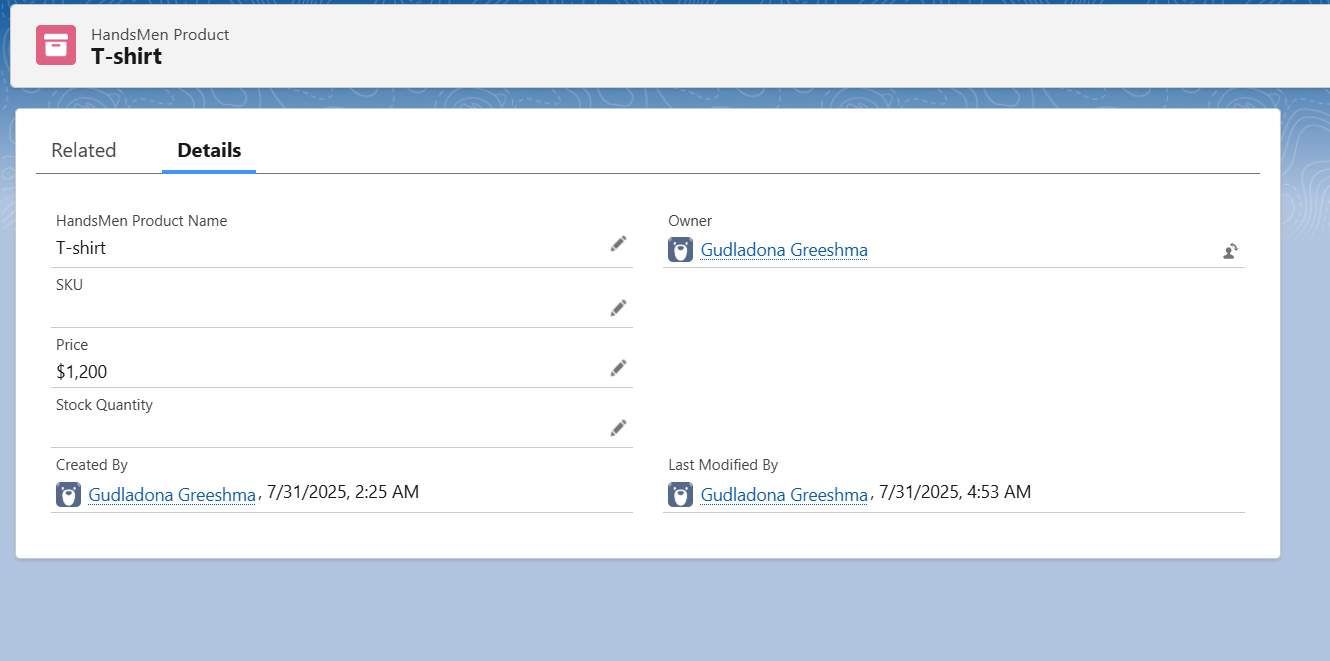 HandsMen Product
T-shirt
Related
Details
HandsMen Product Name
T-shirt
Owner
Gudladona Greeshma
SKU
Price
$1,200
Stock Quantity
Created By
Gudladona Greeshma, 7/31/2025, 2:25 AM
Last Modified By
Gudladona Greeshma, 7/31/2025, 4:53 AM